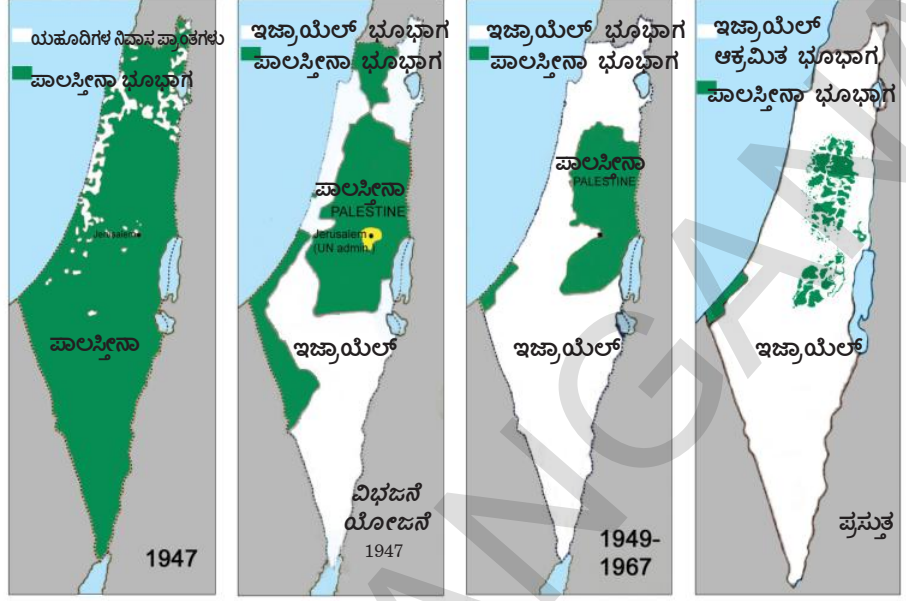 ಯಹೂದಿಗಳ ನಿವಾಸ ಪ್ರಾಂತಗಳು
ಪಾಲಸ್ತೀನಾ ಭೂಭಾಗ
Jerusalem
ಪಾಲಸ್ತೀನಾ
1947
ಇಜ್ರಾಯೆಲ್ ಭೂಭಾಗ
ಪಾಲಸ್ತೀನಾ ಭೂಭಾಗ
ಪಾಲಸ್ತೀನಾ
PALESTINE
Jerusalem
(UN admin.)
ಇಜ್ರಾಯೆಲ್
ವಿಭಜನೆ
ಯೋಜನೆ
1947
ಇಜ್ರಾಯೆಲ್ ಭೂಭಾಗ
ಪಾಲಸ್ತೀನಾ ಭೂಭಾಗ
ಪಾಲಸ್ತೀನಾ
PALESTINE
ಇಜ್ರಾಯೆಲ್
1949-
1967
ಇಜ್ರಾಯೆಲ್
ಆಕ್ರಮಿತ ಭೂಭಾಗ
ಪಾಲಸ್ತೀನಾ ಭೂಭಾಗ
ಇಜ್ರಾಯೆಲ್
ಪ್ರಸ್ತುತ